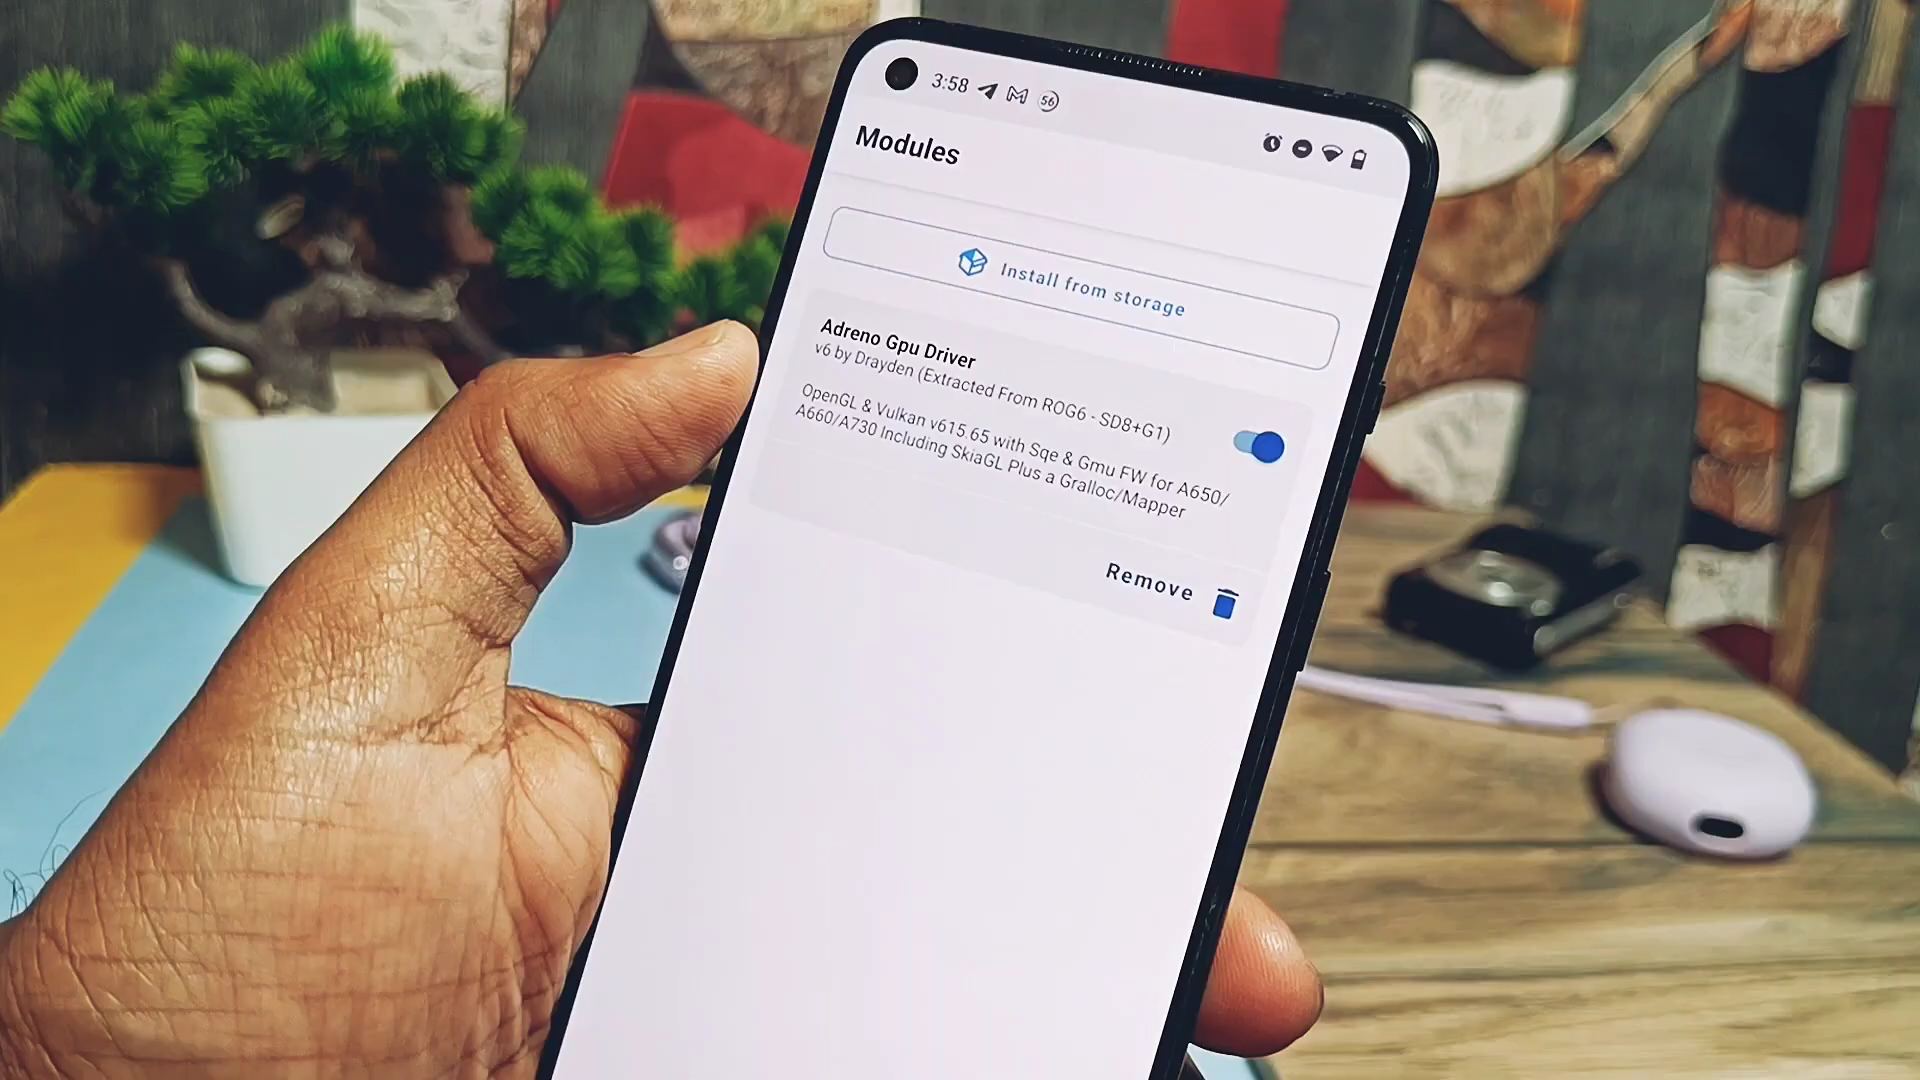 3:58 56
Modules
Install from storage
Adreno Gpu Driver
v6 by Drayden (Extracted From ROG6 - SD8+G1)
OpenGL & Vulkan v615.65 with Sqe & Gmu FW for A650/
A660/A730 Including SkiaGL Plus a Gralloc/Mapper
Remove